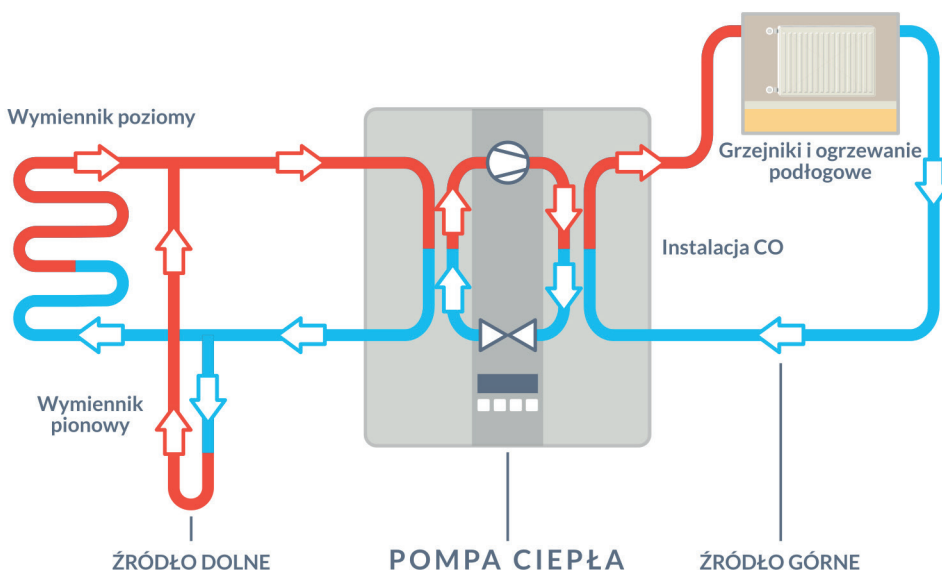 Wymiennik poziomy
Grzejniki i ogrzewanie
podłogowe
Instalacja CO
Wymiennik
pionowy
ŹRÓDŁO DOLNE
POMPA CIEPŁA
ŹRÓDŁO GÓRNE